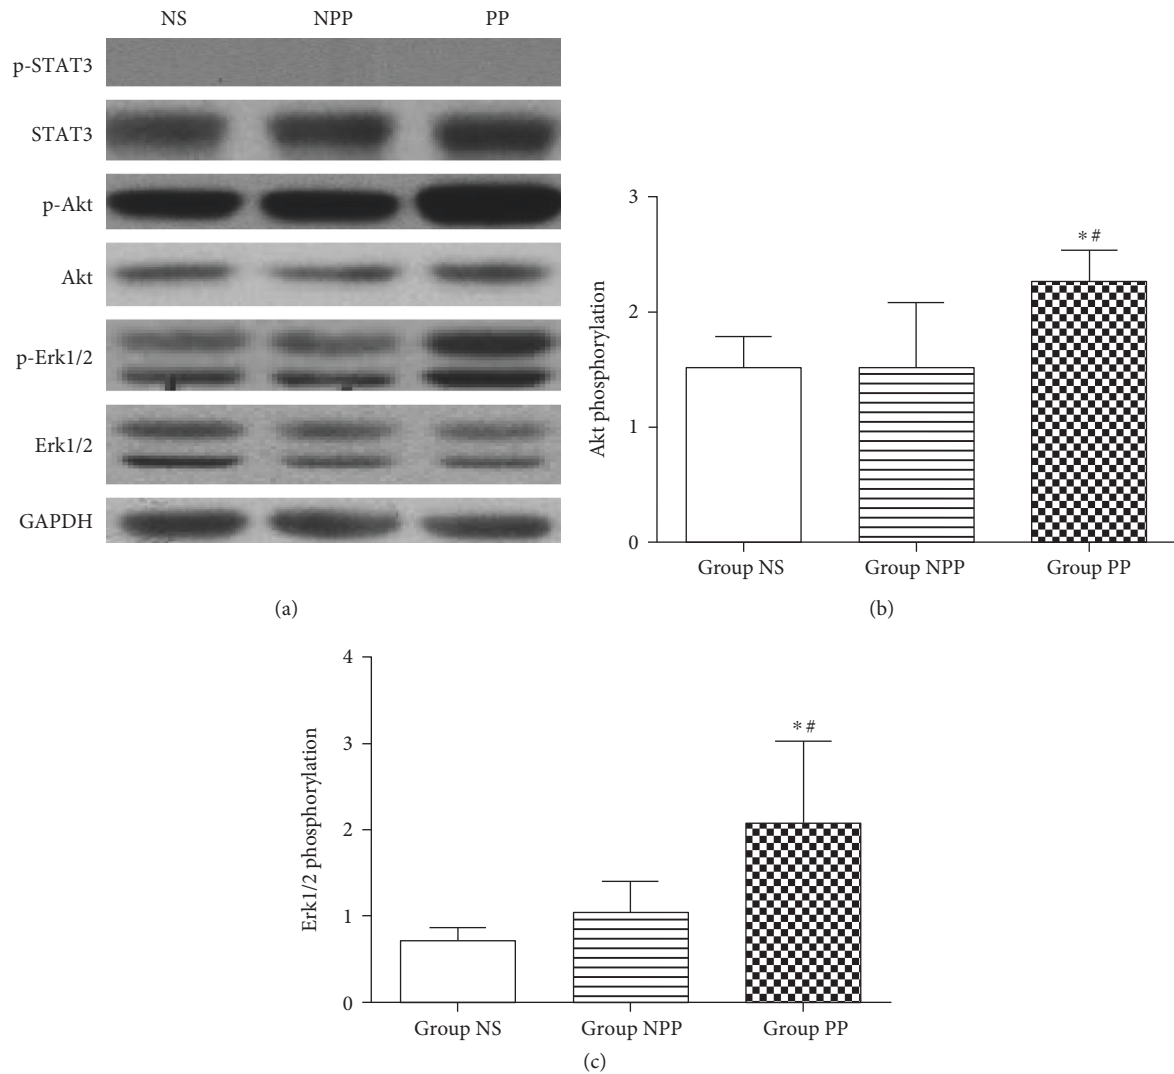 NS NPP PP
p-STAT3
STAT3
p-Akt
Akt
p-Erk1/2
Erk1/2
GAPDH
(a)
Akt phosphorylation
3
2
1
0
*#
Group NS Group NPP Group PP
(b)
Erk1/2 phosphorylation
4
3
2
1
0
*#
Group NS Group NPP Group PP
(c)